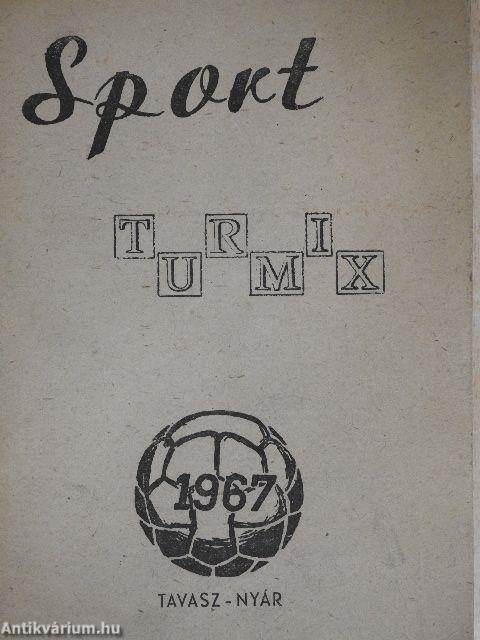 Sport
TURMIX
1967
TAVASZ-NYÁR
Antikvárium.hu